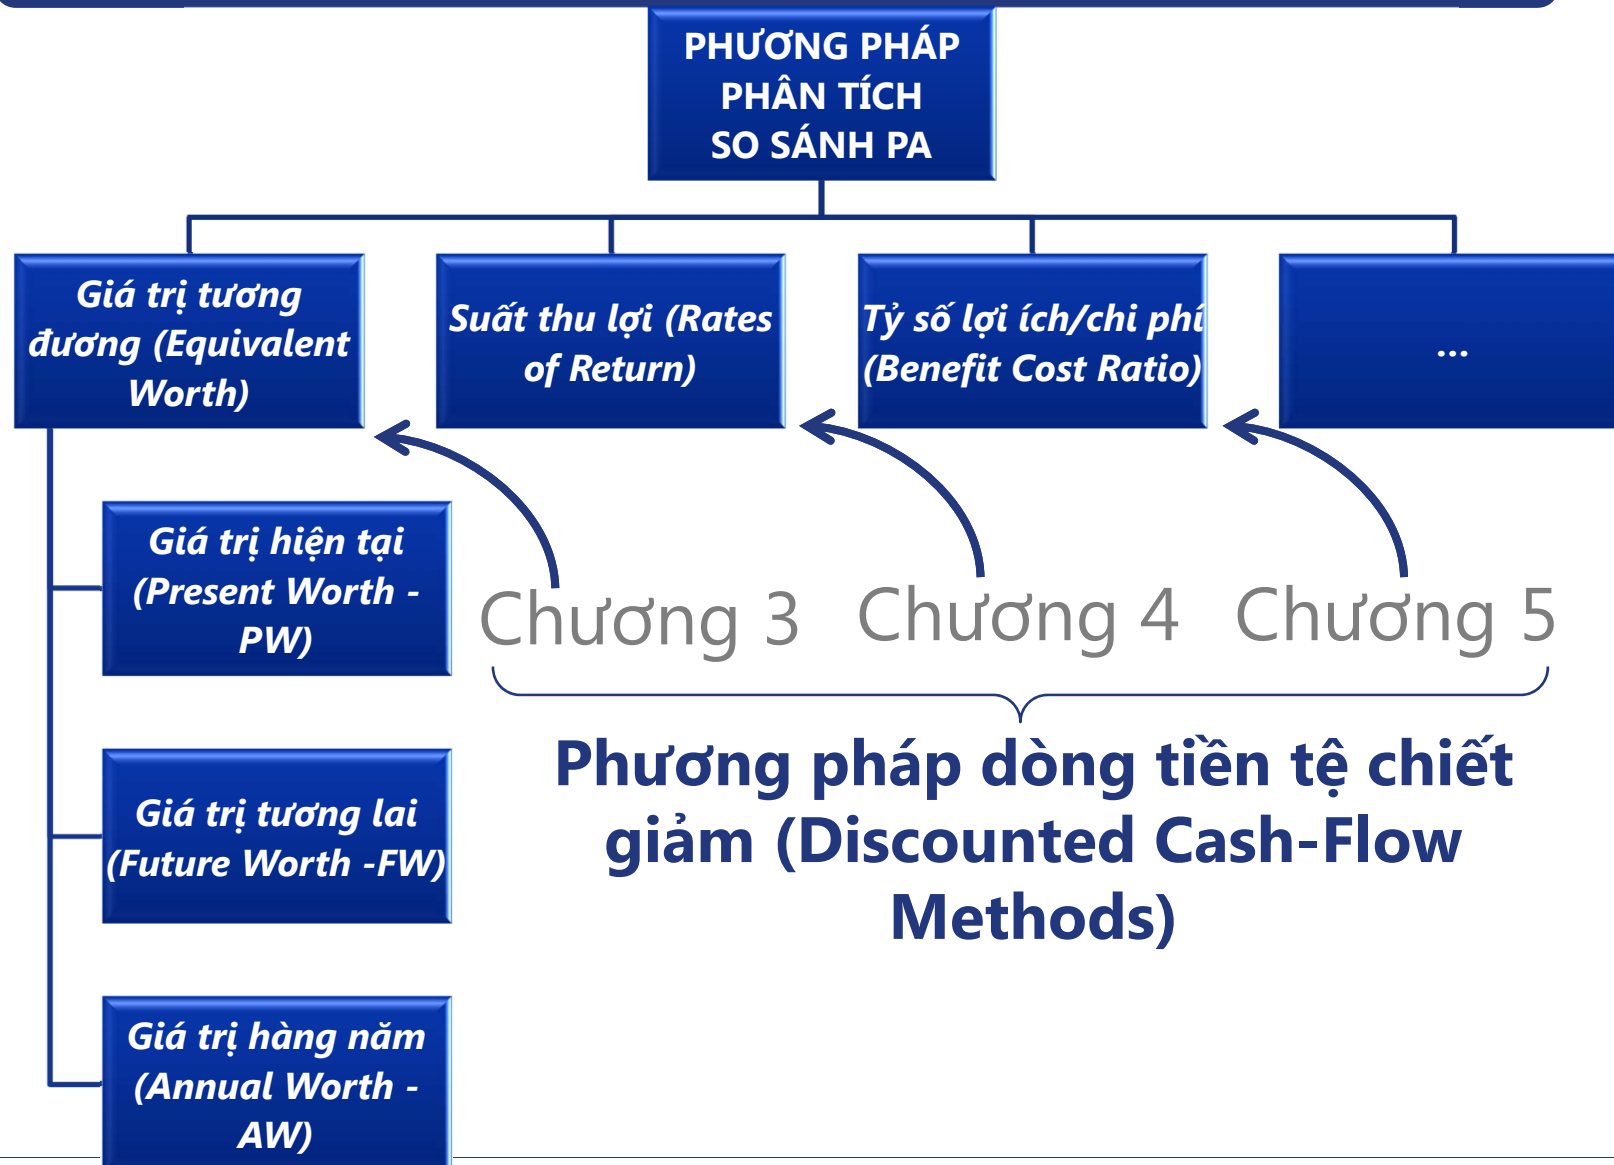 PHƯƠNG PHÁP
PHÂN TÍCH
SO SÁNH PA
Giá trị tương
đương (Equivalent
Worth)
Suất thu lợi (Rates
of Return)
Tỷ số lợi ích/chi phí
(Benefit Cost Ratio)
...
Giá trị hiện tại
(Present Worth -
PW)
Giá trị tương lai
(Future Worth -FW)
Giá trị hàng năm
(Annual Worth -
AW)
Chương 3
Chương 4
Chương 5
Phương pháp dòng tiền tệ chiết
giảm (Discounted Cash-Flow
Methods)